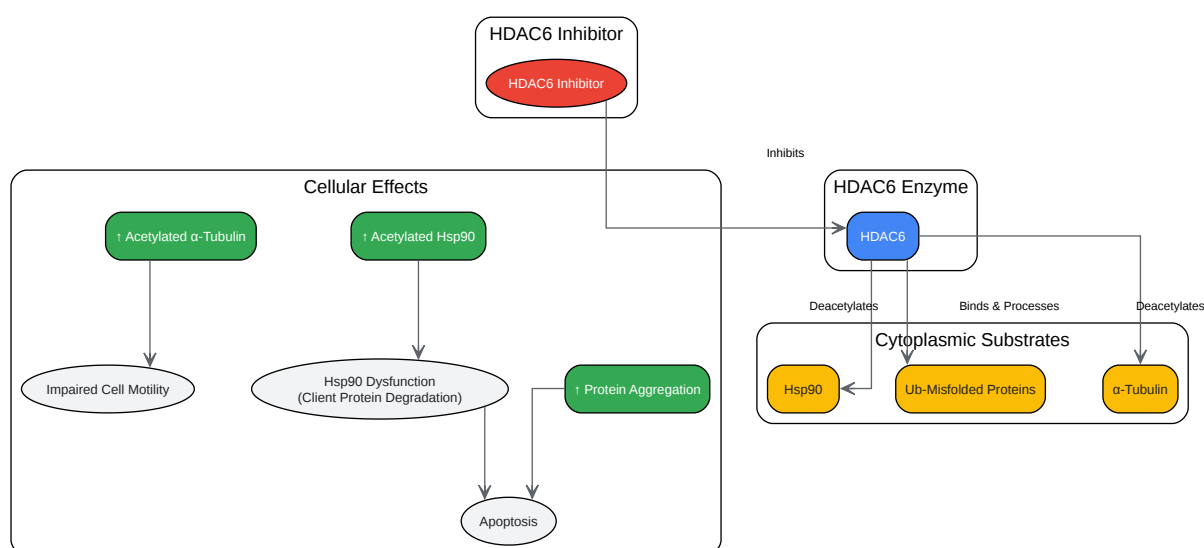 HDAC6 Inhibitor
HDAC6 Inhibitor
Inhibits
Cellular Effects
HDAC6 Enzyme
↑ Acetylated α-Tubulin
↑ Acetylated Hsp90
HDAC6
Deacetylates
Binds & Processes
Deacetylates
Cytoplasmic Substrates
Impaired Cell Motility
Hsp90 Dysfunction
(Client Protein Degradation)
↑ Protein Aggregation
Hsp90
Ub-Misfolded Proteins
α-Tubulin
Apoptosis